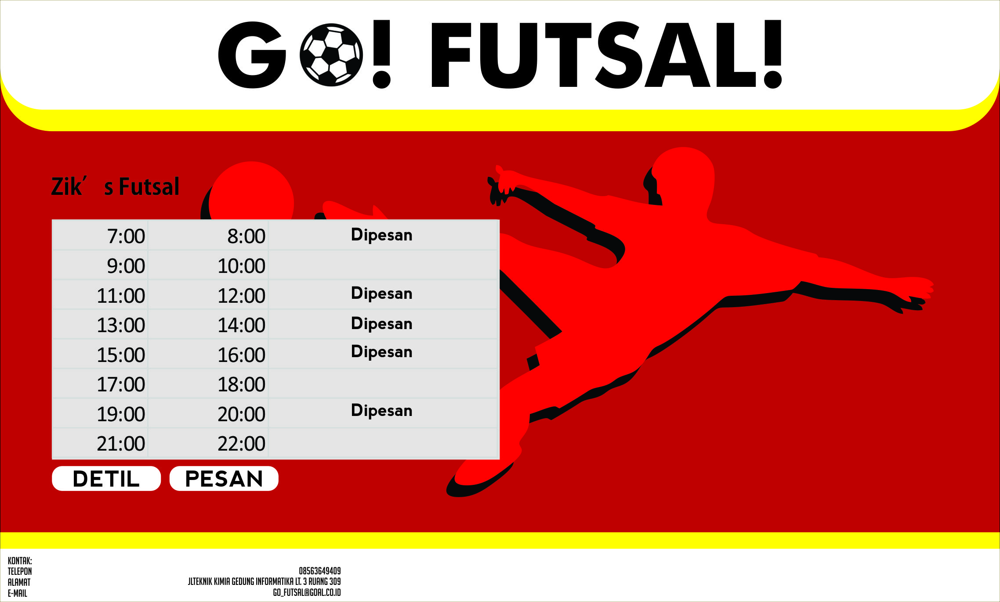 GO! FUTSAL!
Zik′ s Futsal
7:00 8:00 Dipesan
9:00 10:00
11:00 12:00 Dipesan
13:00 14:00 Dipesan
15:00 16:00 Dipesan
17:00 18:00
19:00 20:00 Dipesan
21:00 22:00
DETIL PESAN
KONTAK:
TELEPON 08563649409
ALAMAT JLTEKNIK KIMIA GEDUNG INFORMATIKA LT. 3 RUANG 309
E-MAIL GO_FUTSAL@GOAL.CO.ID